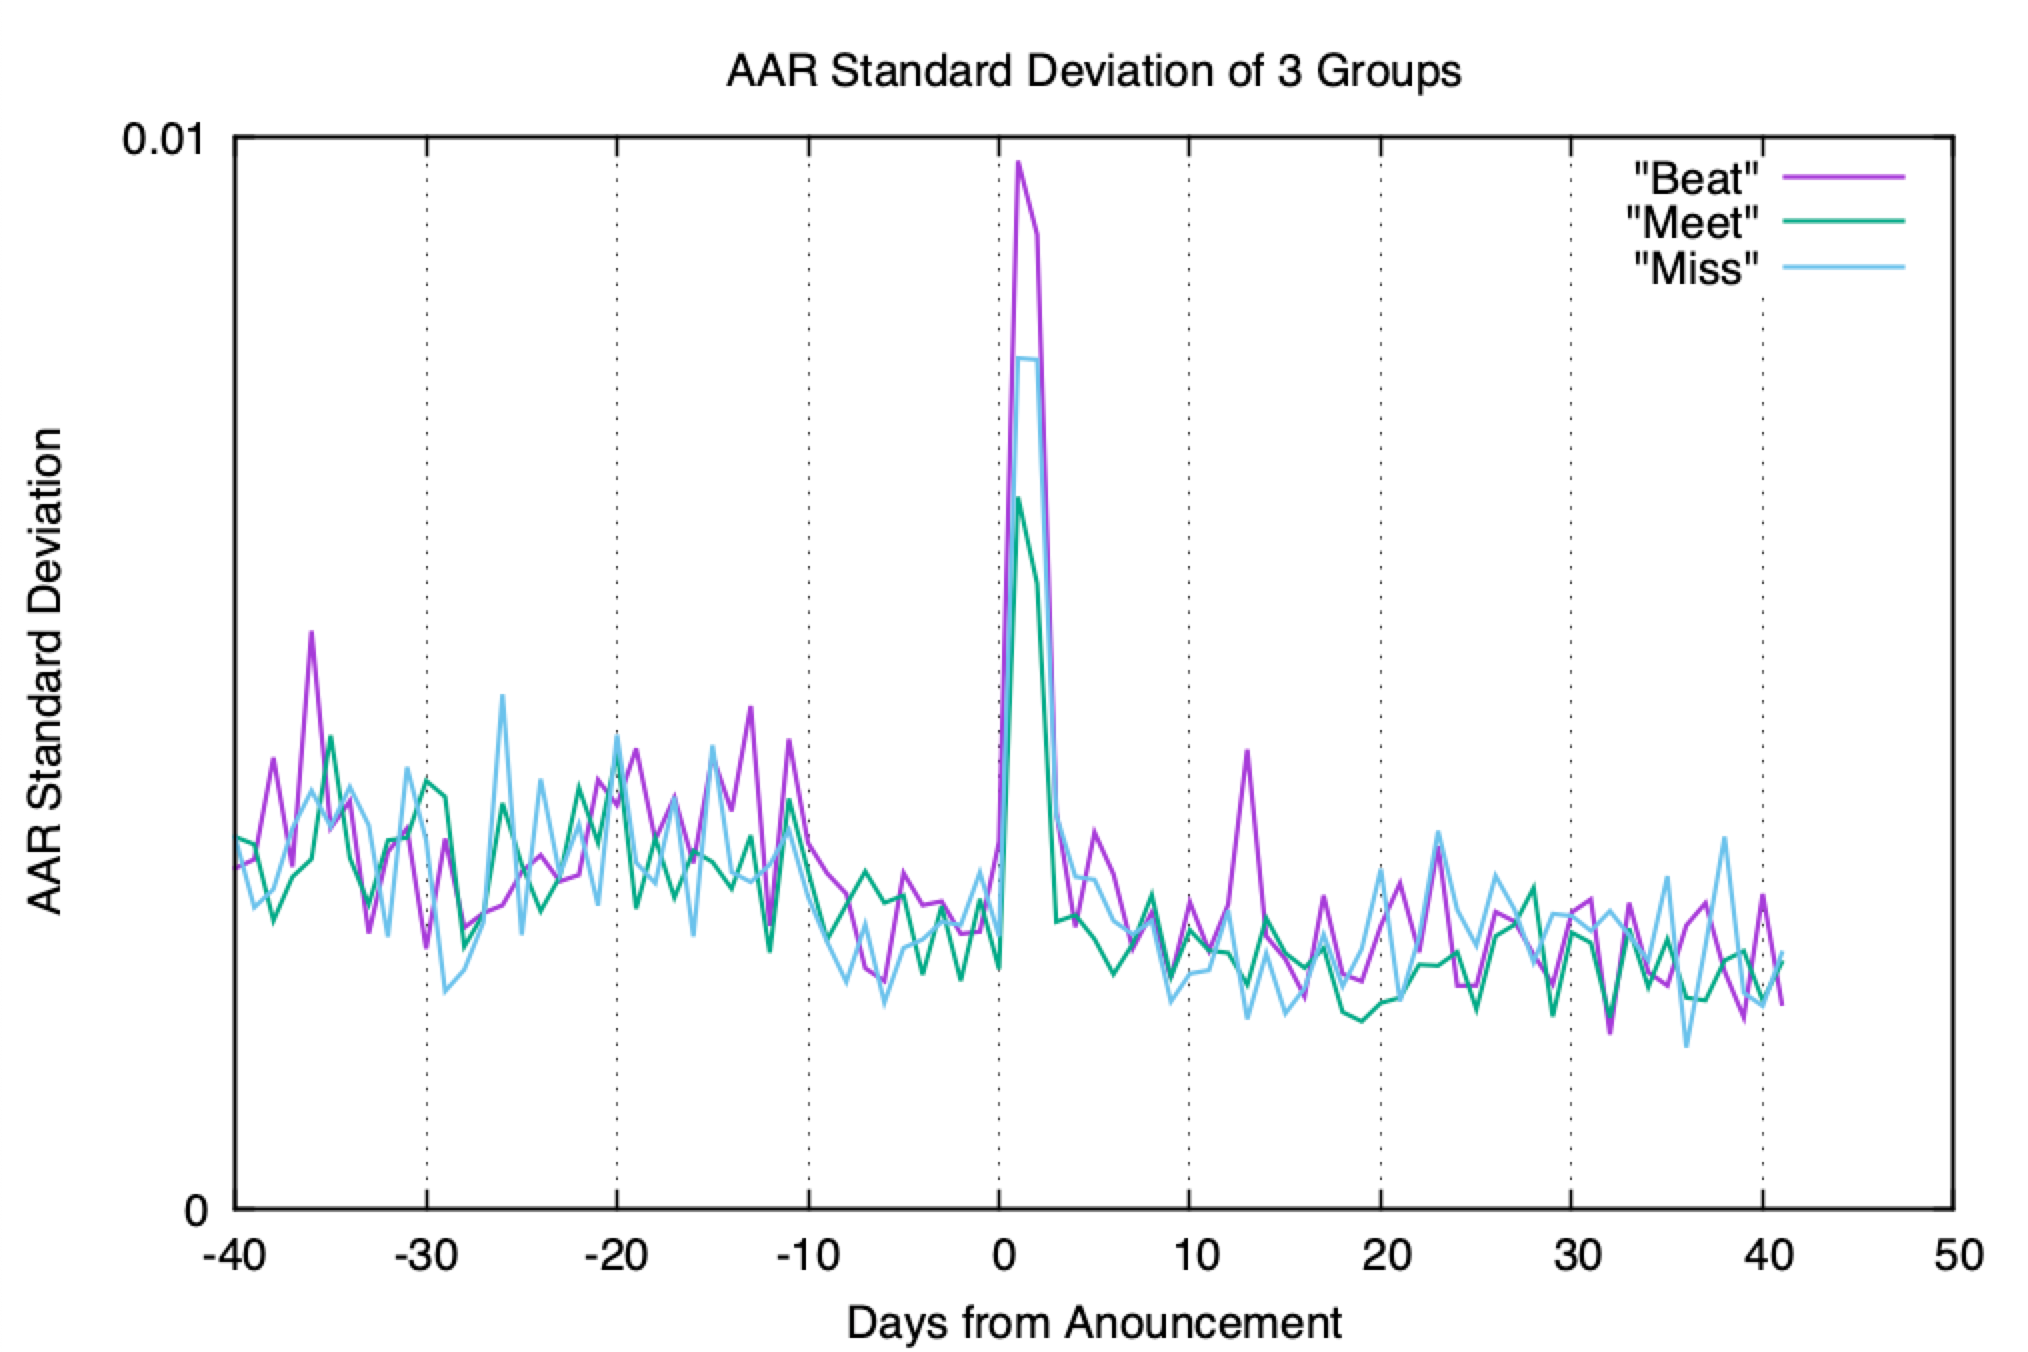 AAR Standard Deviation of 3 Groups
0.01
"Beat"
"Meet"
"Miss"
AAR Standard Deviation
0
-40 -30 -20 -10 0 10 20 30 40 50
Days from Anouncement